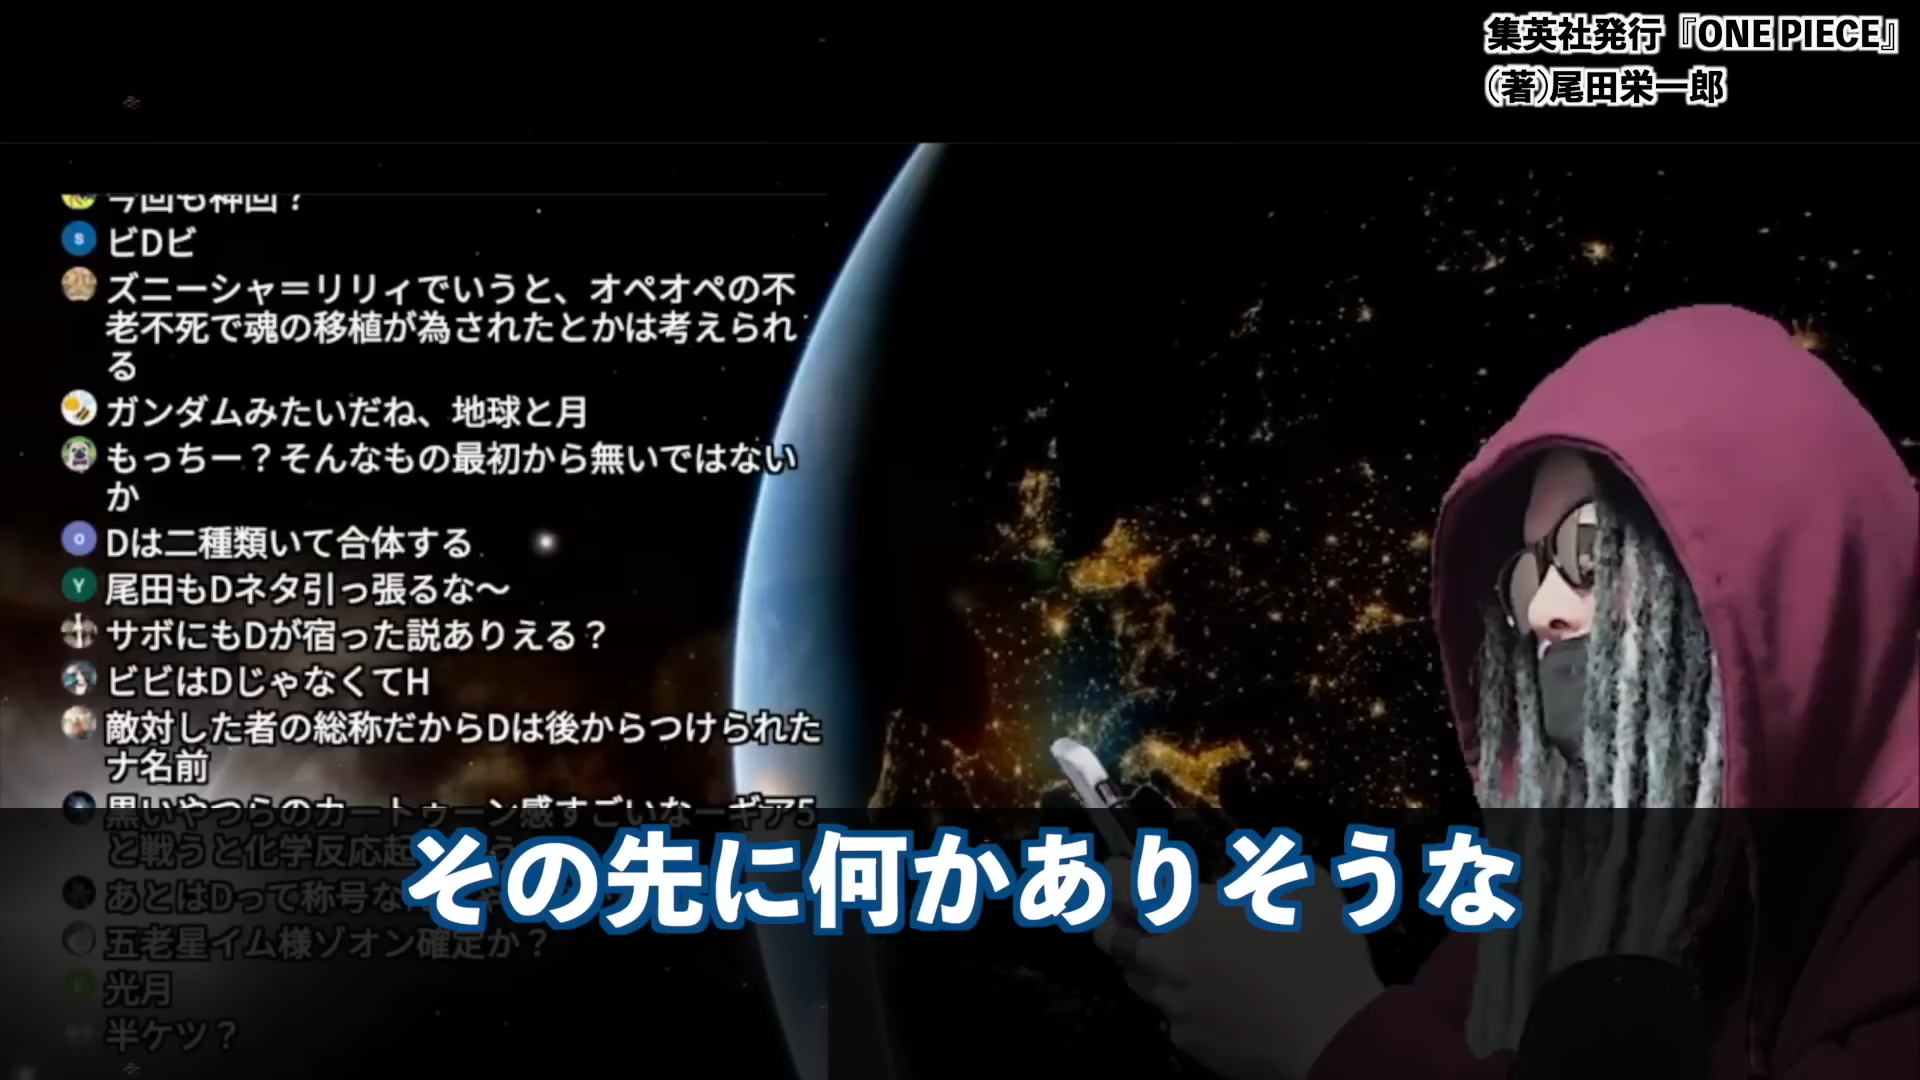 集英社発行『ONE PIECE』
(著)尾田栄一郎
今回も神回？
S
ビDビ
ズニーシャ＝リリィでいうと、オペオペの不
老不死で魂の移植が為されたとかは考えられ
る
ガンダムみたいだね、地球と月
もっちー？そんなもの最初から無いではない
か
O
Dは二種類いて合体する
Y
尾田もDネタ引っ張るな〜
サボにもDが宿った説ありえる？
ビビはDじゃなくてH
敵対した者の総称だからDは後からつけられた
ナ名前
黒いやつらのカートゥーン感すごいなーギア5
と戦うと化学反応起
あとはDって称号な
その先に何かありそうな
五老星イム様ゾオン確定か？
光月
半ケツ？